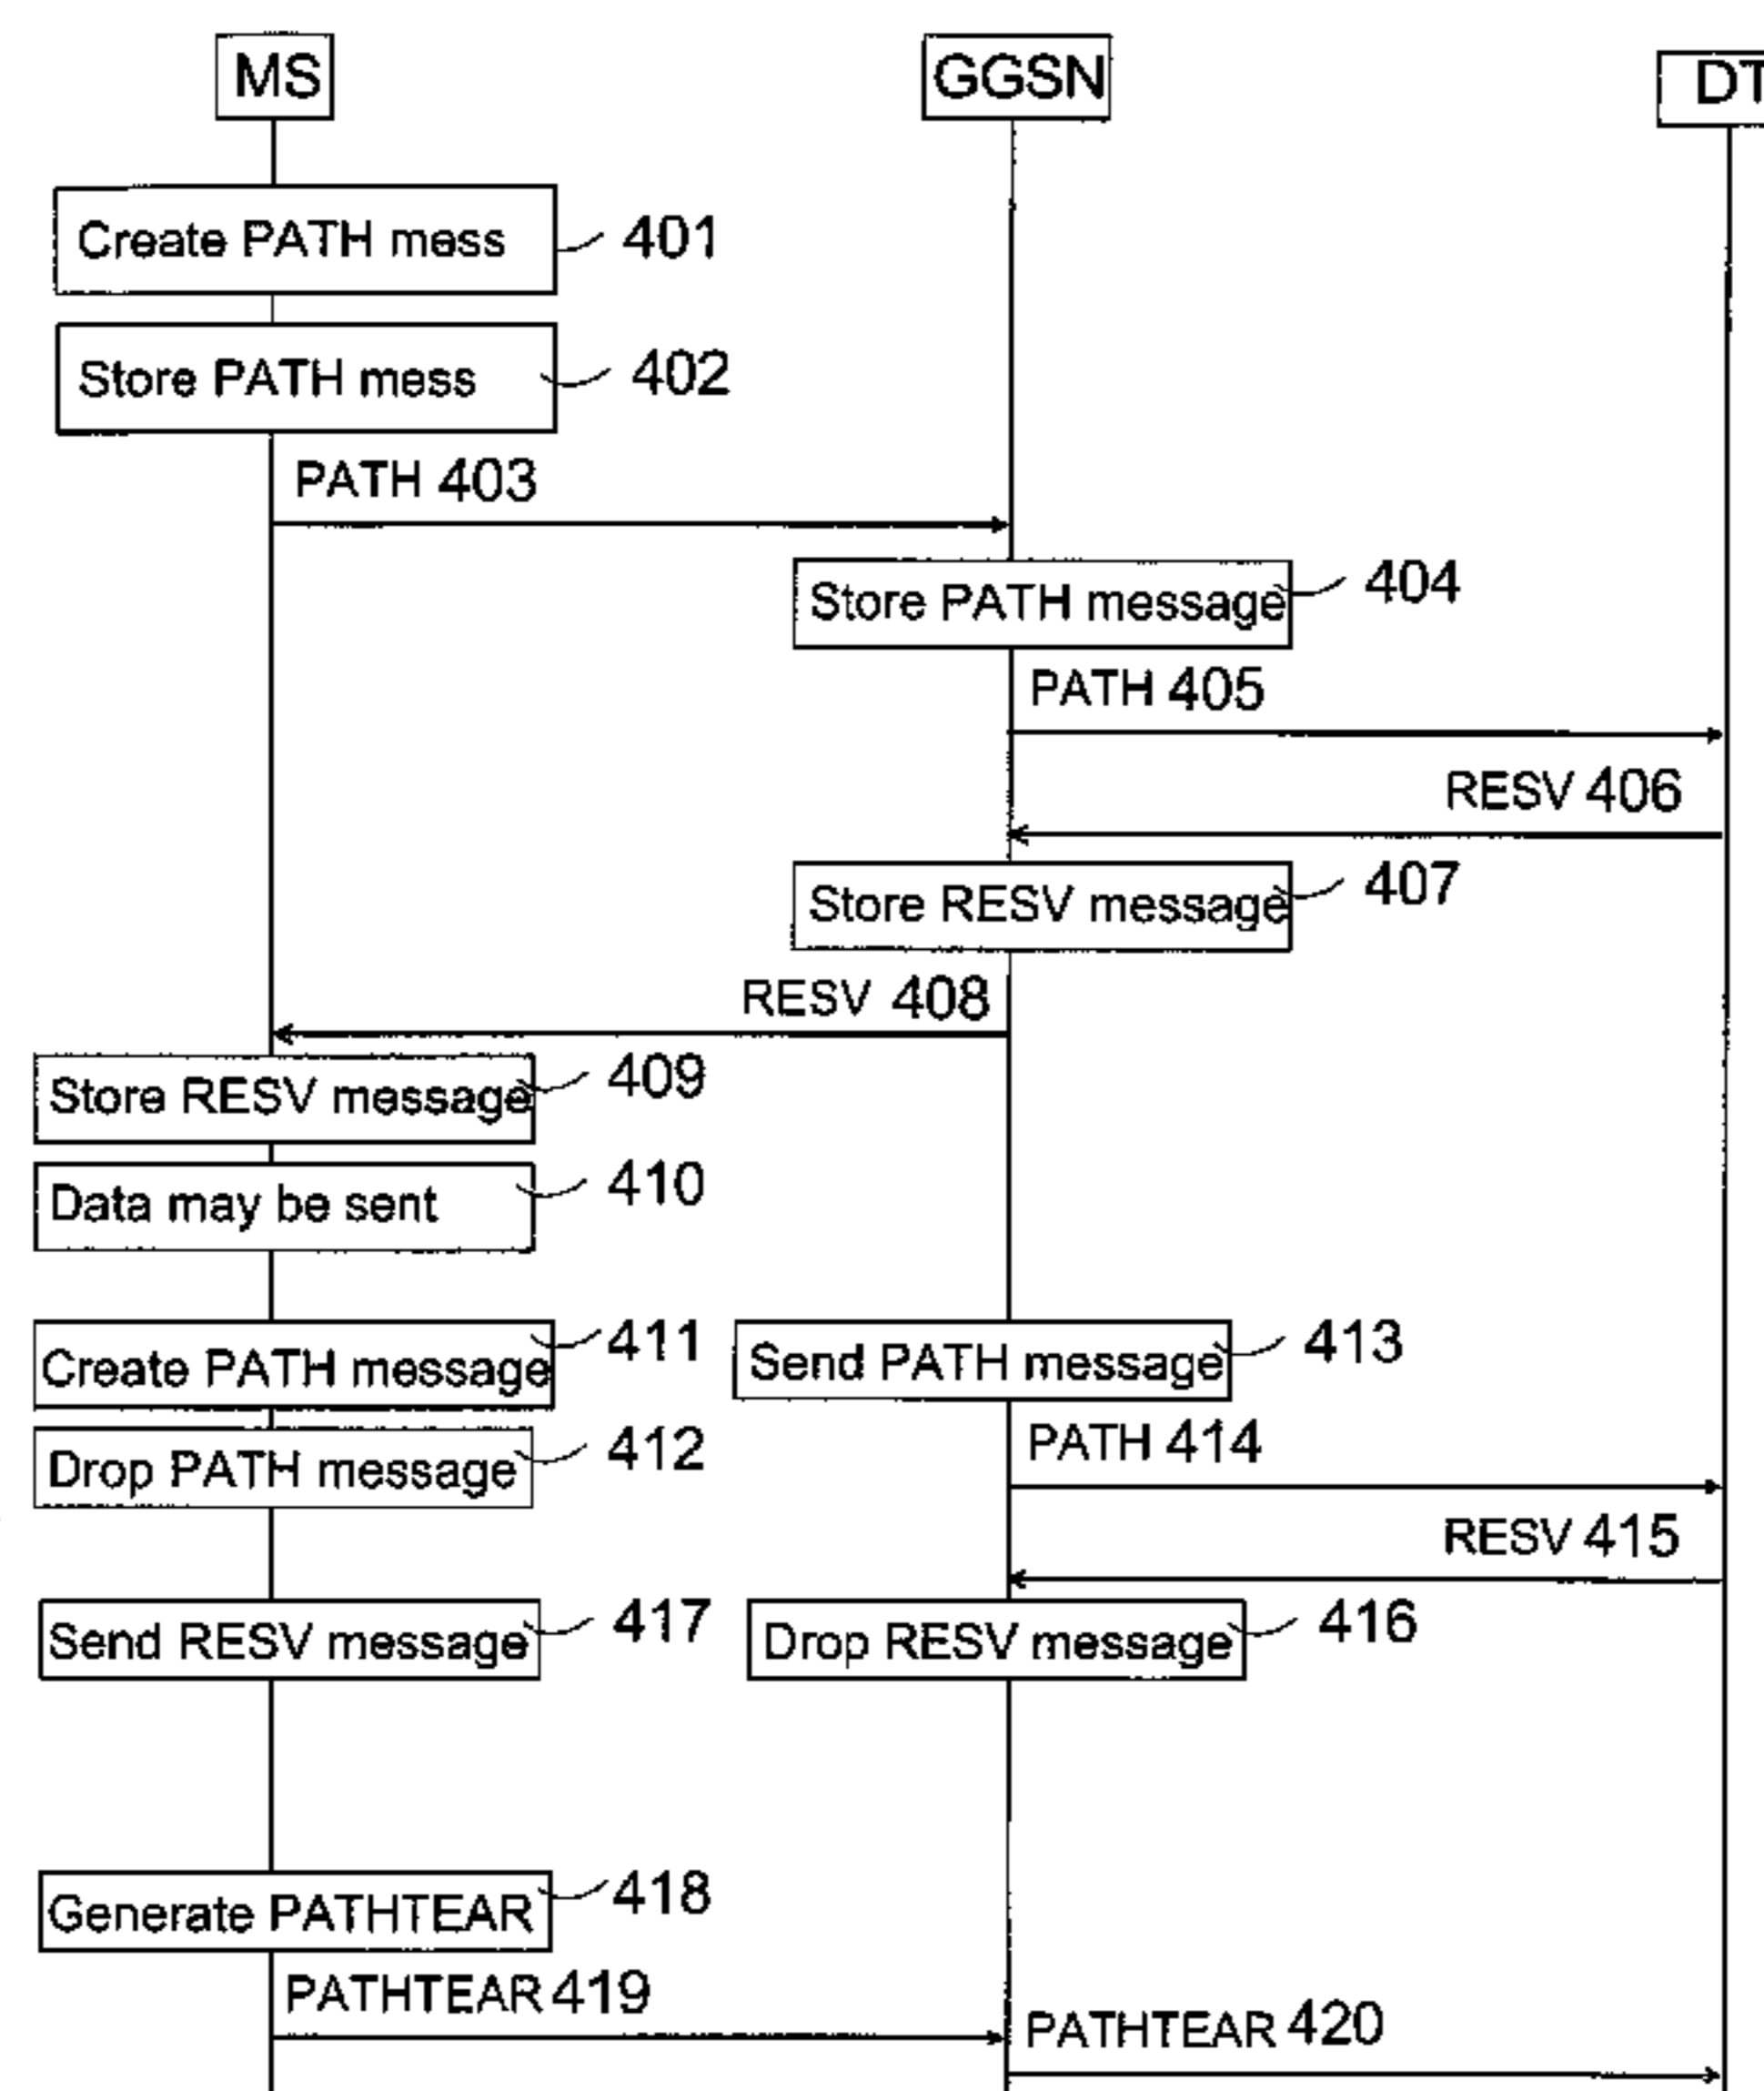 MS
GGSN
DT
Create PATH mess
401
Store PATH mess
402
PATH 403
Store PATH message
404
PATH 405
RESV 406
Store RESV message
407
RESV 408
Store RESV message
409
Data may be sent
410
Create PATH message
411
Send PATH message
413
Drop PATH message
412
PATH 414
RESV 415
Send RESV message
417
Drop RESV message
416
Generate PATHTEAR
418
PATHTEAR 419
PATHTEAR 420